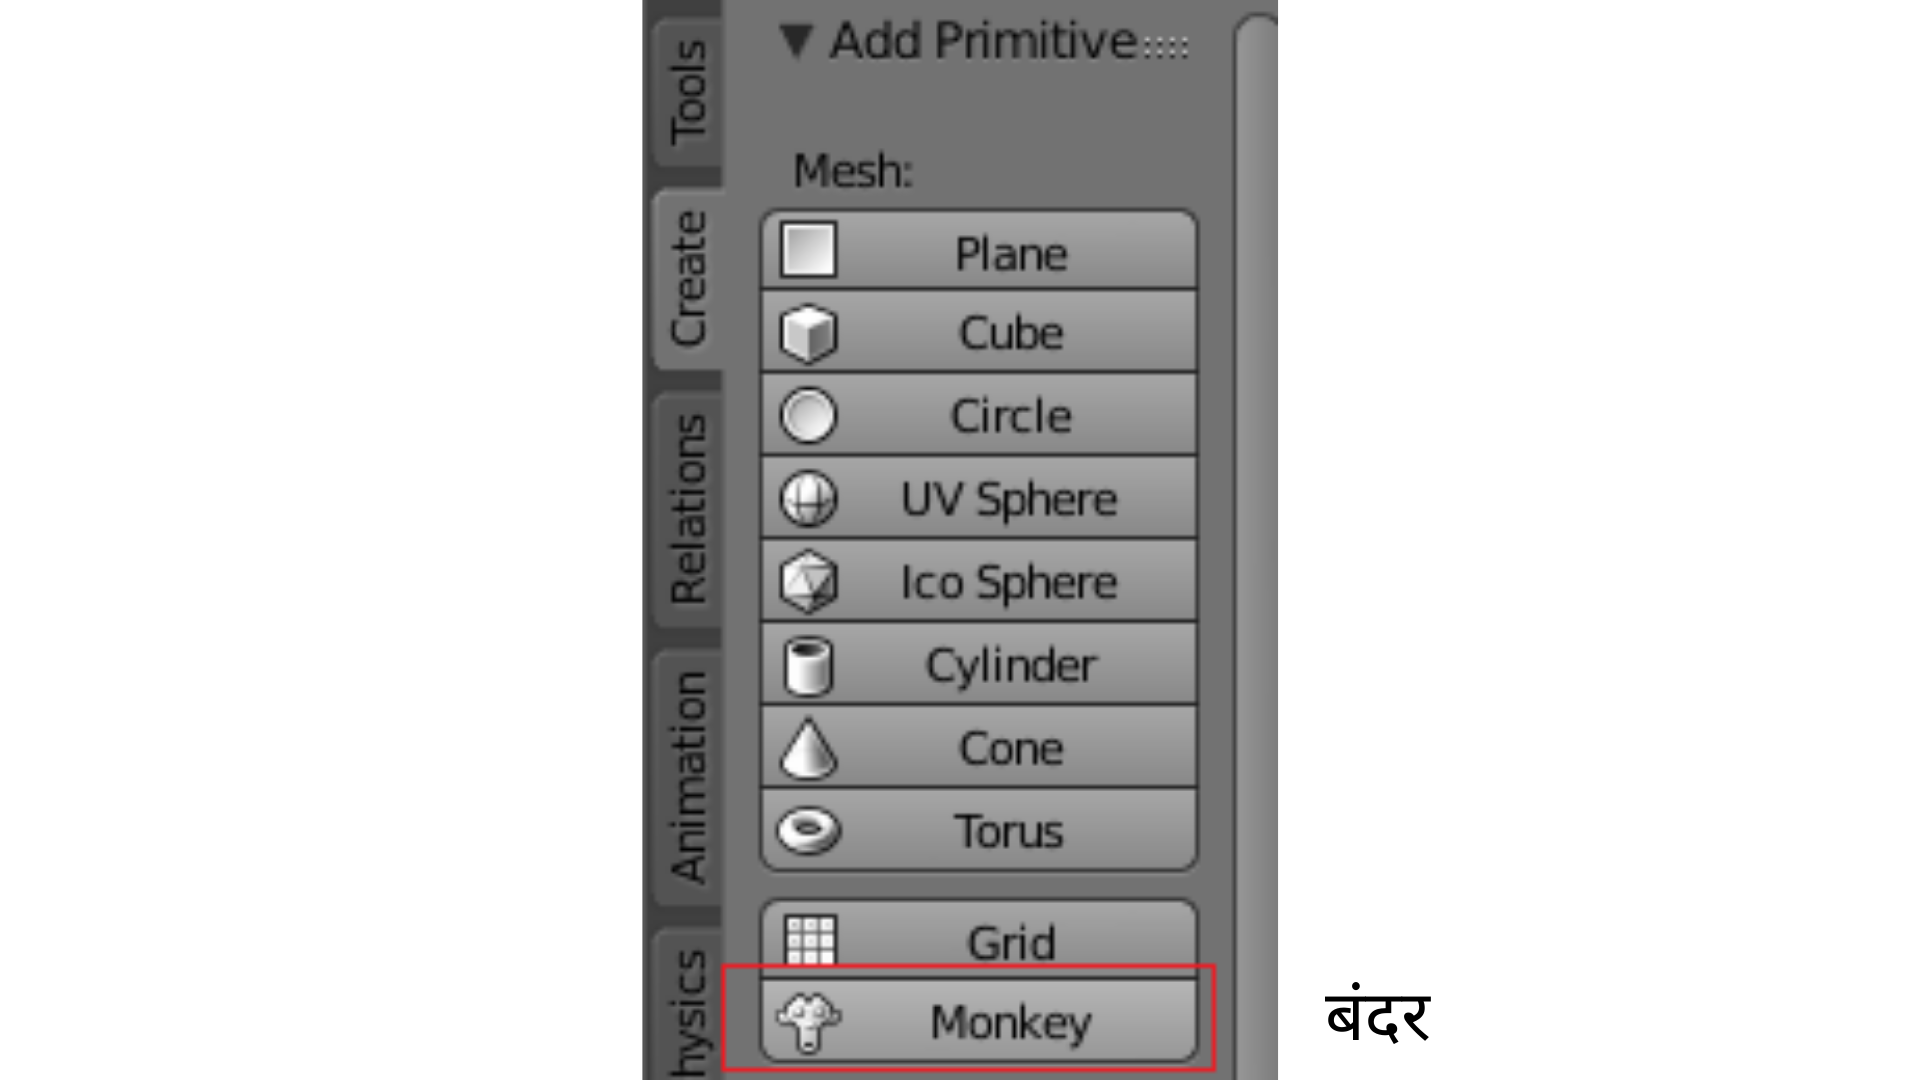 Add Primitive
Mesh:
Plane
Cube
Circle
UV Sphere
Ico Sphere
Cylinder
Cone
Torus
Grid
Monkey
Tools
Create
Relations
Animation
hysics
बंदर